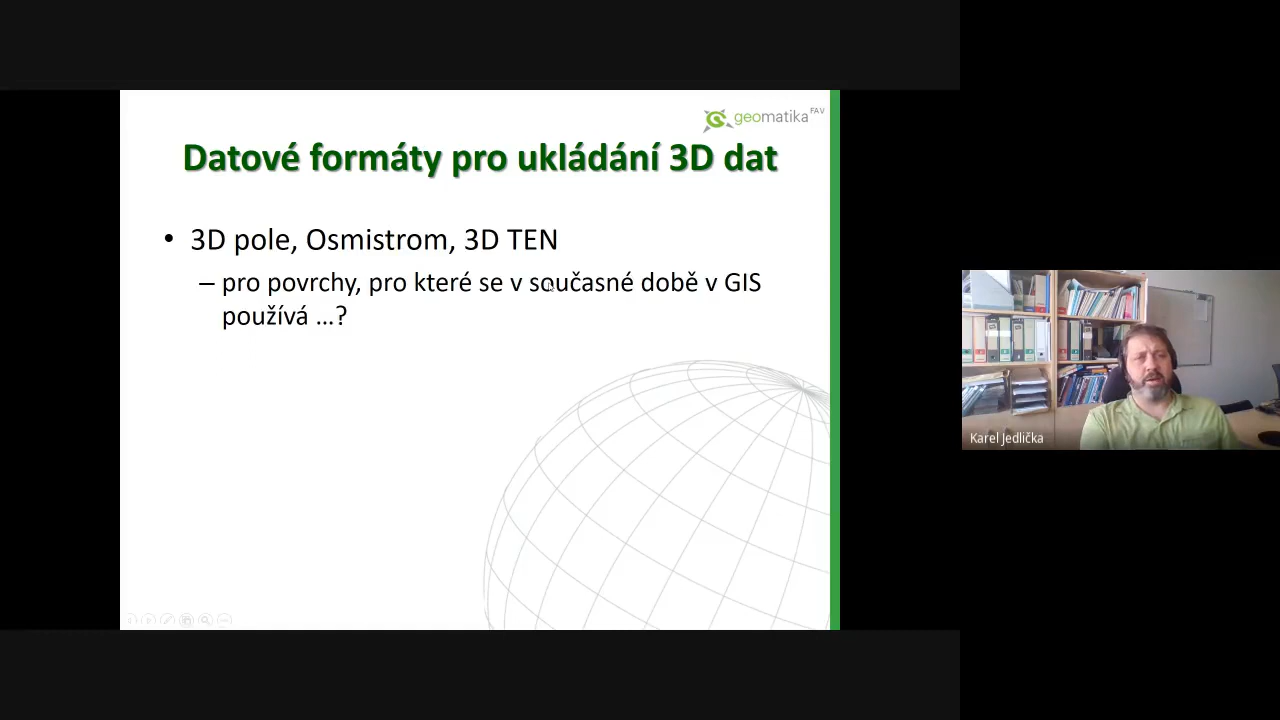 geomatika FAV
Datové formáty pro ukládání 3D dat
• 3D pole, Osmistrom, 3D TEN
– pro povrchy, pro které se v současné době v GIS
používá …?
Karel Jedlička